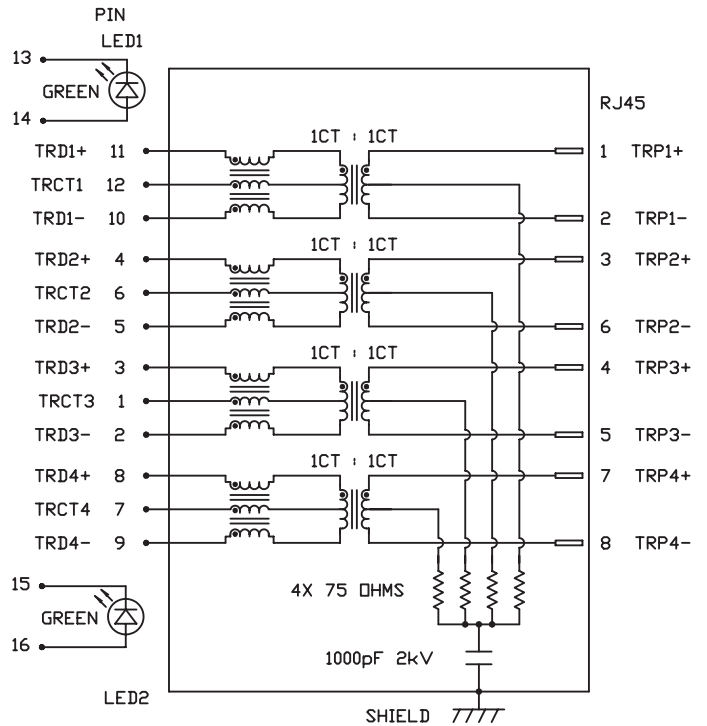 PIN
LED1
13
GREEN
14
RJ45
1CT : 1CT
TRD1+ 11
1 TRP1+
TRCT1 12
TRD1- 10
2 TRP1-
1CT : 1CT
TRD2+ 4
3 TRP2+
TRCT2 6
TRD2- 5
6 TRP2-
1CT : 1CT
TRD3+ 3
4 TRP3+
TRCT3 1
TRD3- 2
5 TRP3-
1CT : 1CT
TRD4+ 8
7 TRP4+
TRCT4 7
TRD4- 9
8 TRP4-
15
GREEN
16
4X 75 OHMS
1000pF 2kV
LED2
SHIELD